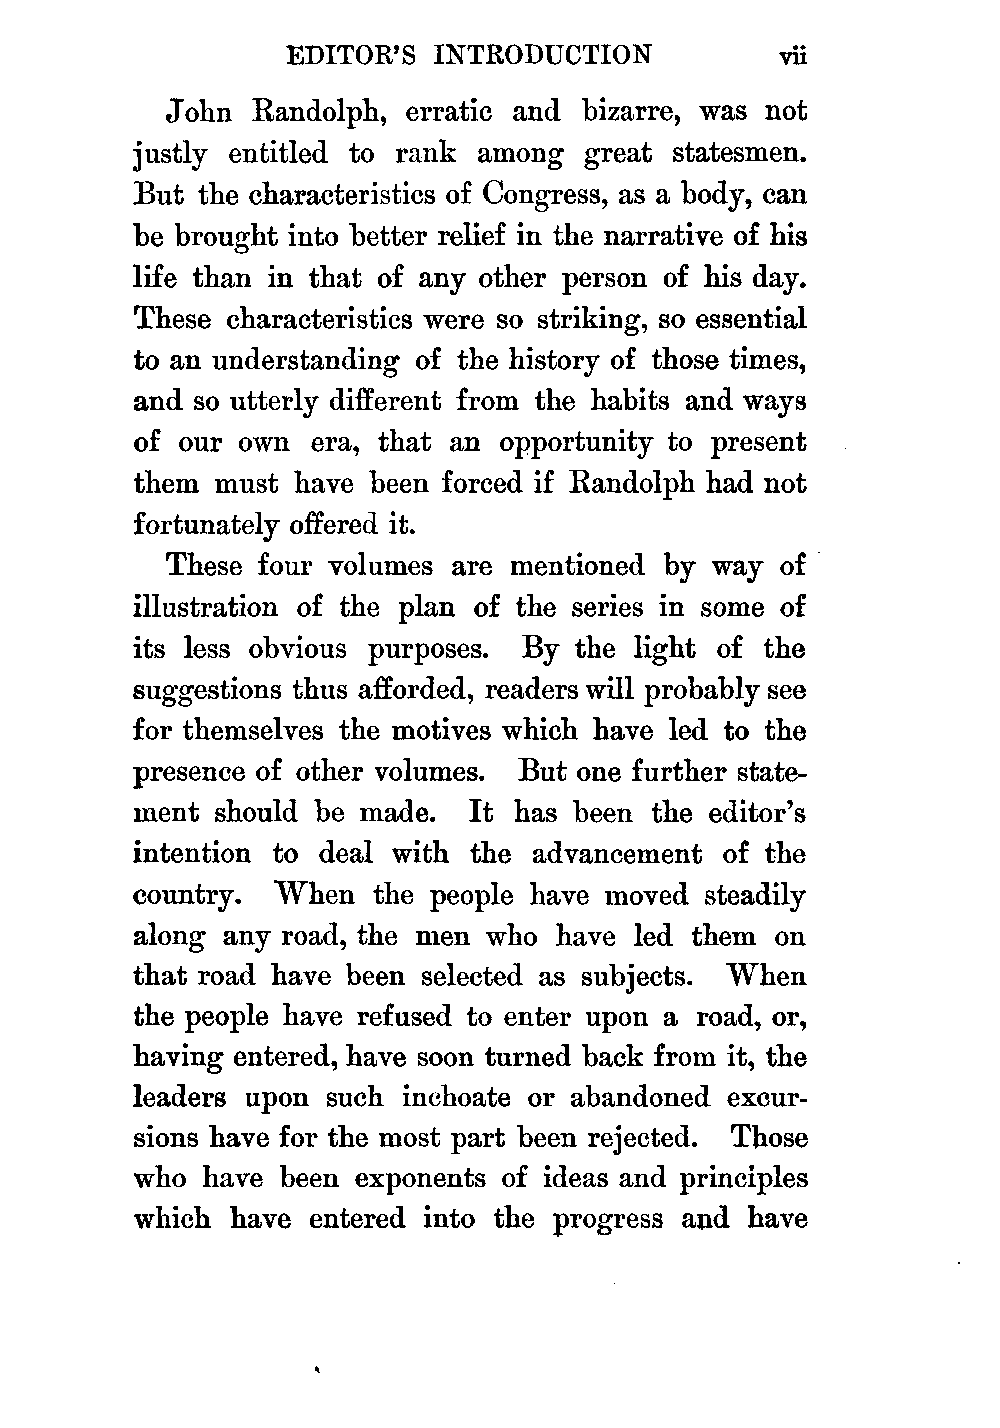 EDITOR'S INTRODUCTION vii
John Randolph, erratic and bizarre, was not
justly entitled to rank among great statesmen.
But the characteristics of Congress, as a body, can
be brought into better relief in the narrative of his
life than in that of any other person of his day.
These characteristics were so striking, so essential
to an understanding of the history of those times,
and so utterly different from the habits and ways
of our own era, that an opportunity to present
them must have been forced if Randolph had not
fortunately offered it.
These four volumes are mentioned by way of
illustration of the plan of the series in some of
its less obvious purposes. By the light of the
suggestions thus afforded, readers will probably see
for themselves the motives which have led to the
presence of other volumes. But one further state-
ment should be made. It has been the editor's
intention to deal with the advancement of the
country. When the people have moved steadily
along any road, the men who have led them on
that road have been selected as subjects. When
the people have refused to enter upon a road, or,
having entered, have soon turned back from it, the
leaders upon such inchoate or abandoned excur-
sions have for the most part been rejected. Those
who have been exponents of ideas and principles
which have entered into the progress and have